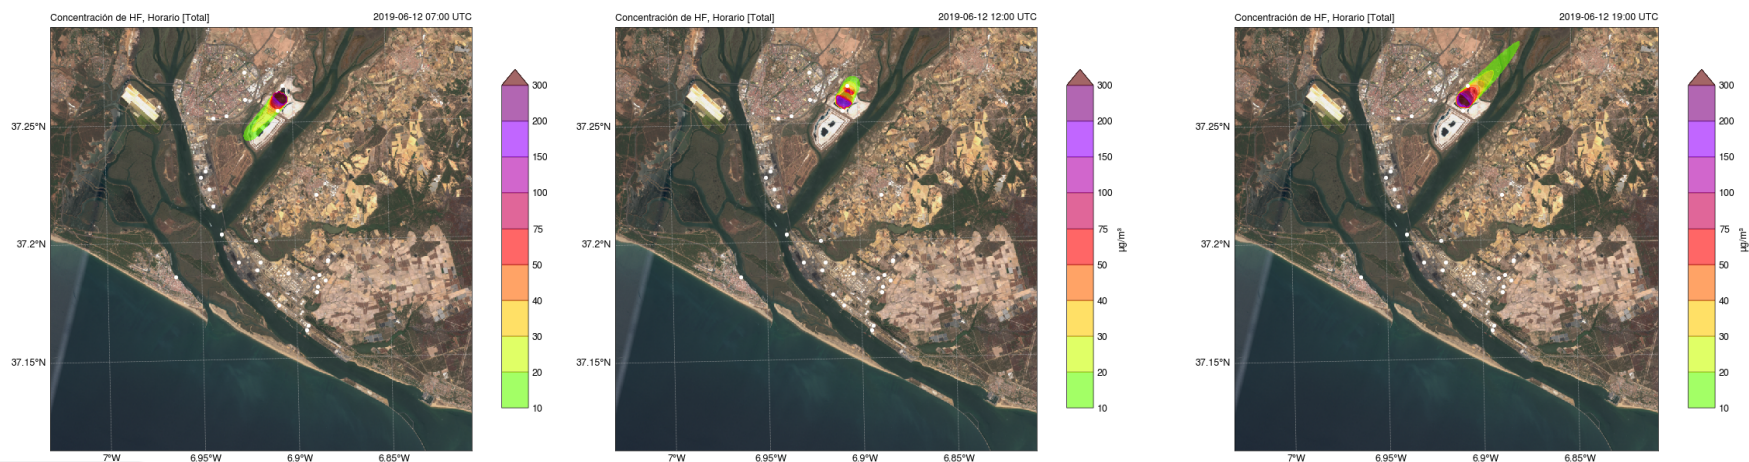 Concentración de HF, Horario [Total] 2019-06-12 07:00 UTC
300
200
150
100
75
50
40
30
20
10
37.25°N
37.2°N
37.15°N
7°W 6.95°W 6.9°W 6.85°W
Concentración de HF, Horario [Total] 2019-06-12 12:00 UTC
300
200
150
100
75
50
40
30
20
10
µg/m³
37.25°N
37.2°N
37.15°N
7°W 6.95°W 6.9°W 6.85°W
Concentración de HF, Horario [Total] 2019-06-12 19:00 UTC
300
200
150
100
75
50
40
30
20
10
µg/m³
37.25°N
37.2°N
37.15°N
7°W 6.95°W 6.9°W 6.85°W